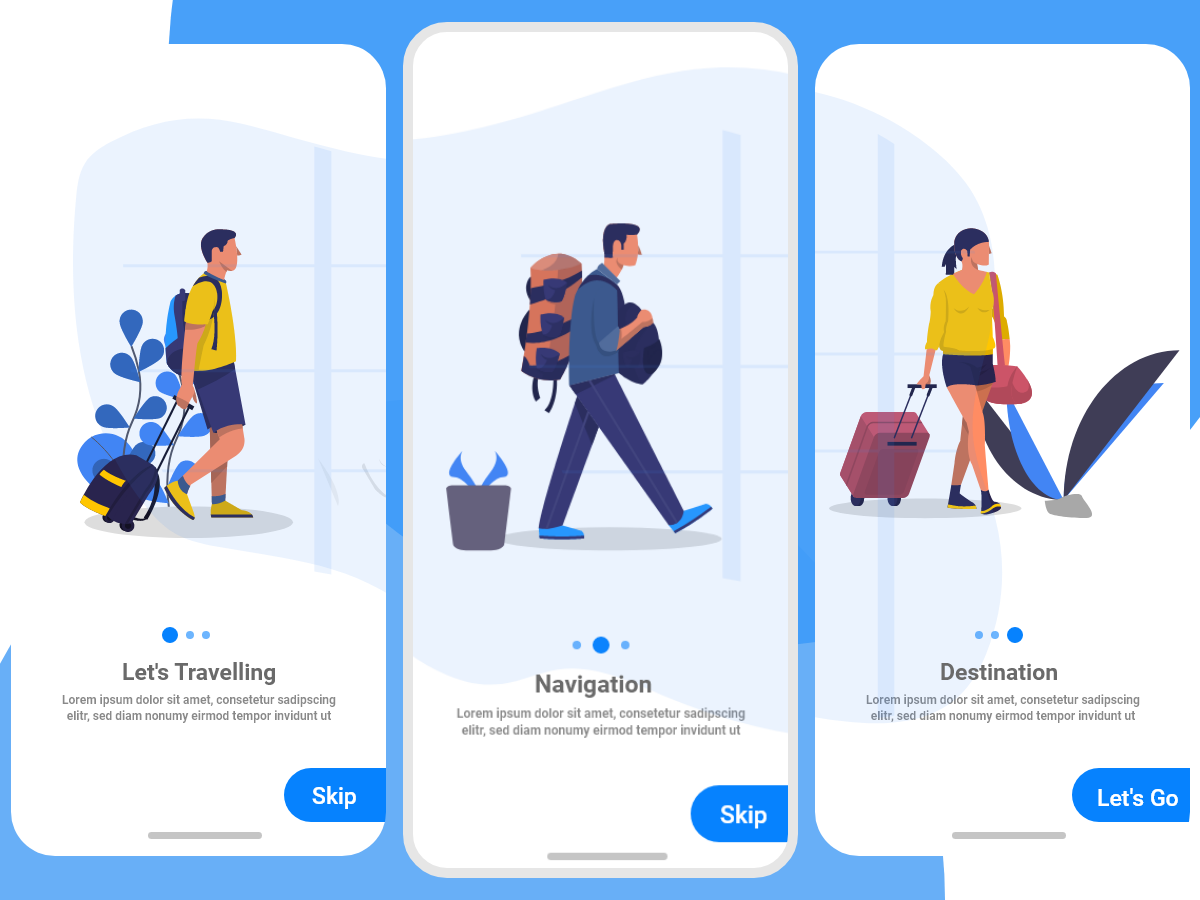 Let's Travelling
Lorem ipsum dolor sit amet, consetetur sadipscing
elitr, sed diam nonumy eirmod tempor invidunt ut
Skip
Navigation
Lorem ipsum dolor sit amet, consetetur sadipscing
elitr, sed diam nonumy eirmod tempor invidunt ut
Skip
Destination
Lorem ipsum dolor sit amet, consetetur sadipscing
elitr, sed diam nonumy eirmod tempor invidunt ut
Let's Go